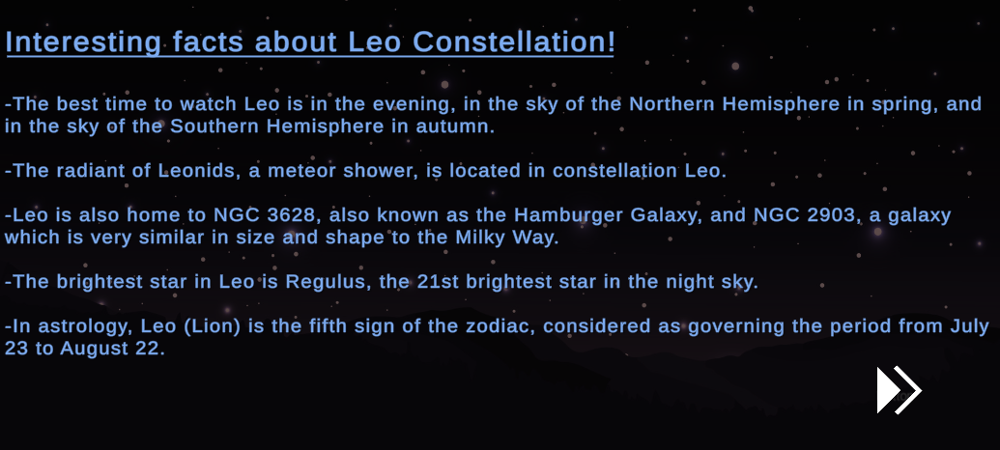 Interesting facts about Leo Constellation!
-The best time to watch Leo is in the evening, in the sky of the Northern Hemisphere in spring, and
in the sky of the Southern Hemisphere in autumn.
-The radiant of Leonids, a meteor shower, is located in constellation Leo.
-Leo is also home to NGC 3628, also known as the Hamburger Galaxy, and NGC 2903, a galaxy
which is very similar in size and shape to the Milky Way.
-The brightest star in Leo is Regulus, the 21st brightest star in the night sky.
-In astrology, Leo (Lion) is the fifth sign of the zodiac, considered as governing the period from July
23 to August 22.